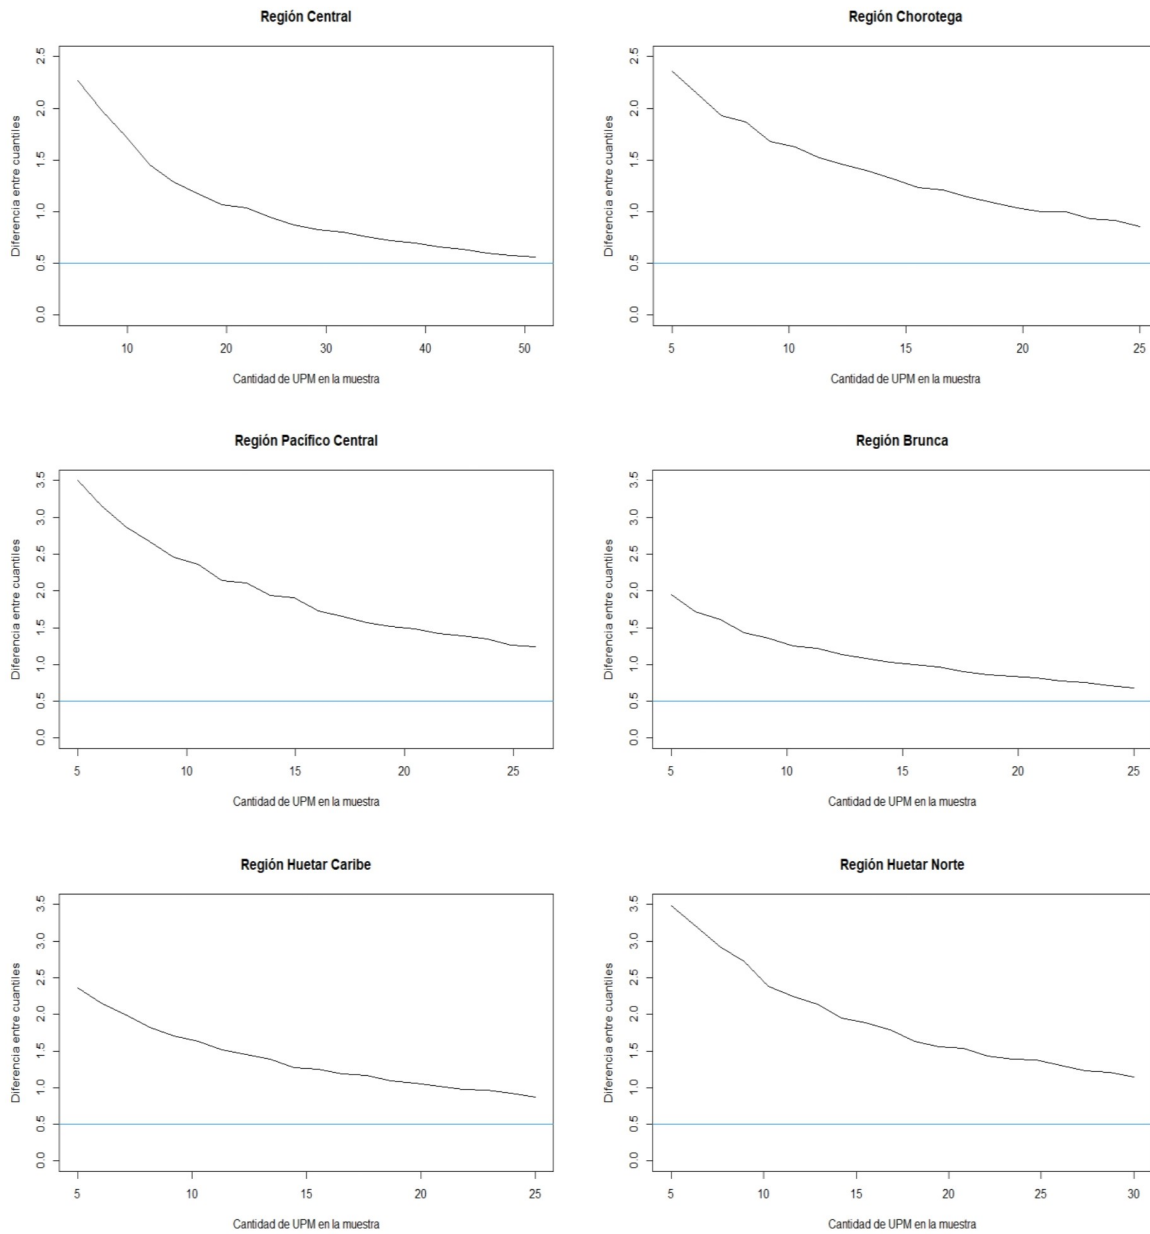 Región Central
Diferencia entre cuantiles
2.5
2.0
1.5
1.0
0.5
0.0
10 20 30 40 50
Cantidad de UPM en la muestra
Región Chorotega
Diferencia entre cuantiles
2.5
2.0
1.5
1.0
0.5
0.0
5 10 15 20 25
Cantidad de UPM en la muestra
Región Pacífico Central
Diferencia entre cuantiles
3.5
3.0
2.5
2.0
1.5
1.0
0.5
0.0
5 10 15 20 25
Cantidad de UPM en la muestra
Región Brunca
Diferencia entre cuantiles
3.5
3.0
2.5
2.0
1.5
1.0
0.5
0.0
5 10 15 20 25
Cantidad de UPM en la muestra
Región Huetar Caribe
Diferencia entre cuantiles
3.5
3.0
2.5
2.0
1.5
1.0
0.5
0.0
5 10 15 20 25
Cantidad de UPM en la muestra
Región Huetar Norte
Diferencia entre cuantiles
3.5
3.0
2.5
2.0
1.5
1.0
0.5
0.0
5 10 15 20 25 30
Cantidad de UPM en la muestra